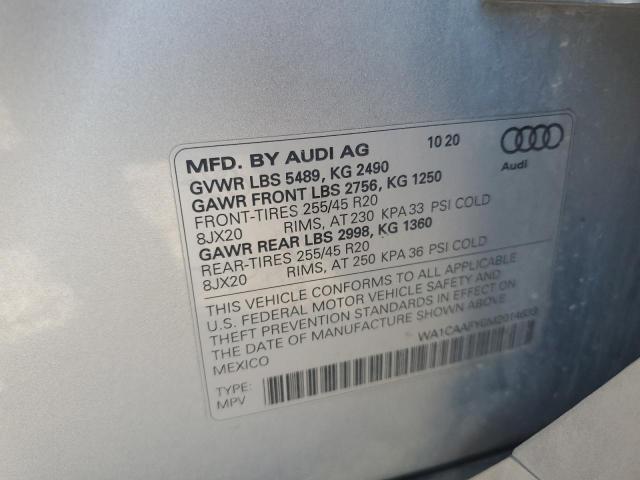 MFD. BY AUDI AG 10 20
GVWR LBS 5489, KG 2490
GAWR FRONT LBS 2756, KG 1250
FRONT-TIRES 255/45 R20
8JX20 RIMS, AT 230 KPA 33 PSI COLD
GAWR REAR LBS 2998, KG 1360
REAR-TIRES 255/45 R20
8JX20 RIMS, AT 250 KPA 36 PSI COLD
Audi
THIS VEHICLE CONFORMS TO ALL APPLICABLE
U.S. FEDERAL MOTOR VEHICLE SAFETY AND
THEFT PREVENTION STANDARDS IN EFFECT ON
THE DATE OF MANUFACTURE SHOWN ABOVE.
MEXICO
TYPE:
MPV